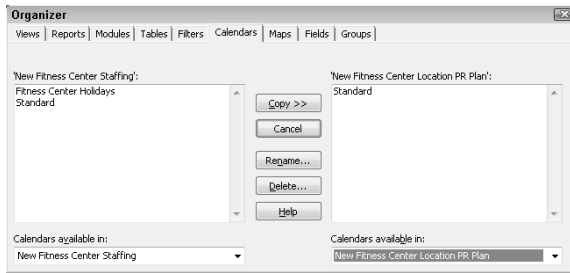 Organizer
Views Reports Modules Tables Filters Calendars Maps Fields Groups
'New Fitness Center Staffing': 'New Fitness Center Location PR Plan':
Fitness Center Holidays
Standard
Standard
Copy >>
Cancel
Rename...
Delete...
Help
Calendars available in: Calendars available in:
New Fitness Center Staffing New Fitness Center Location PR Plan